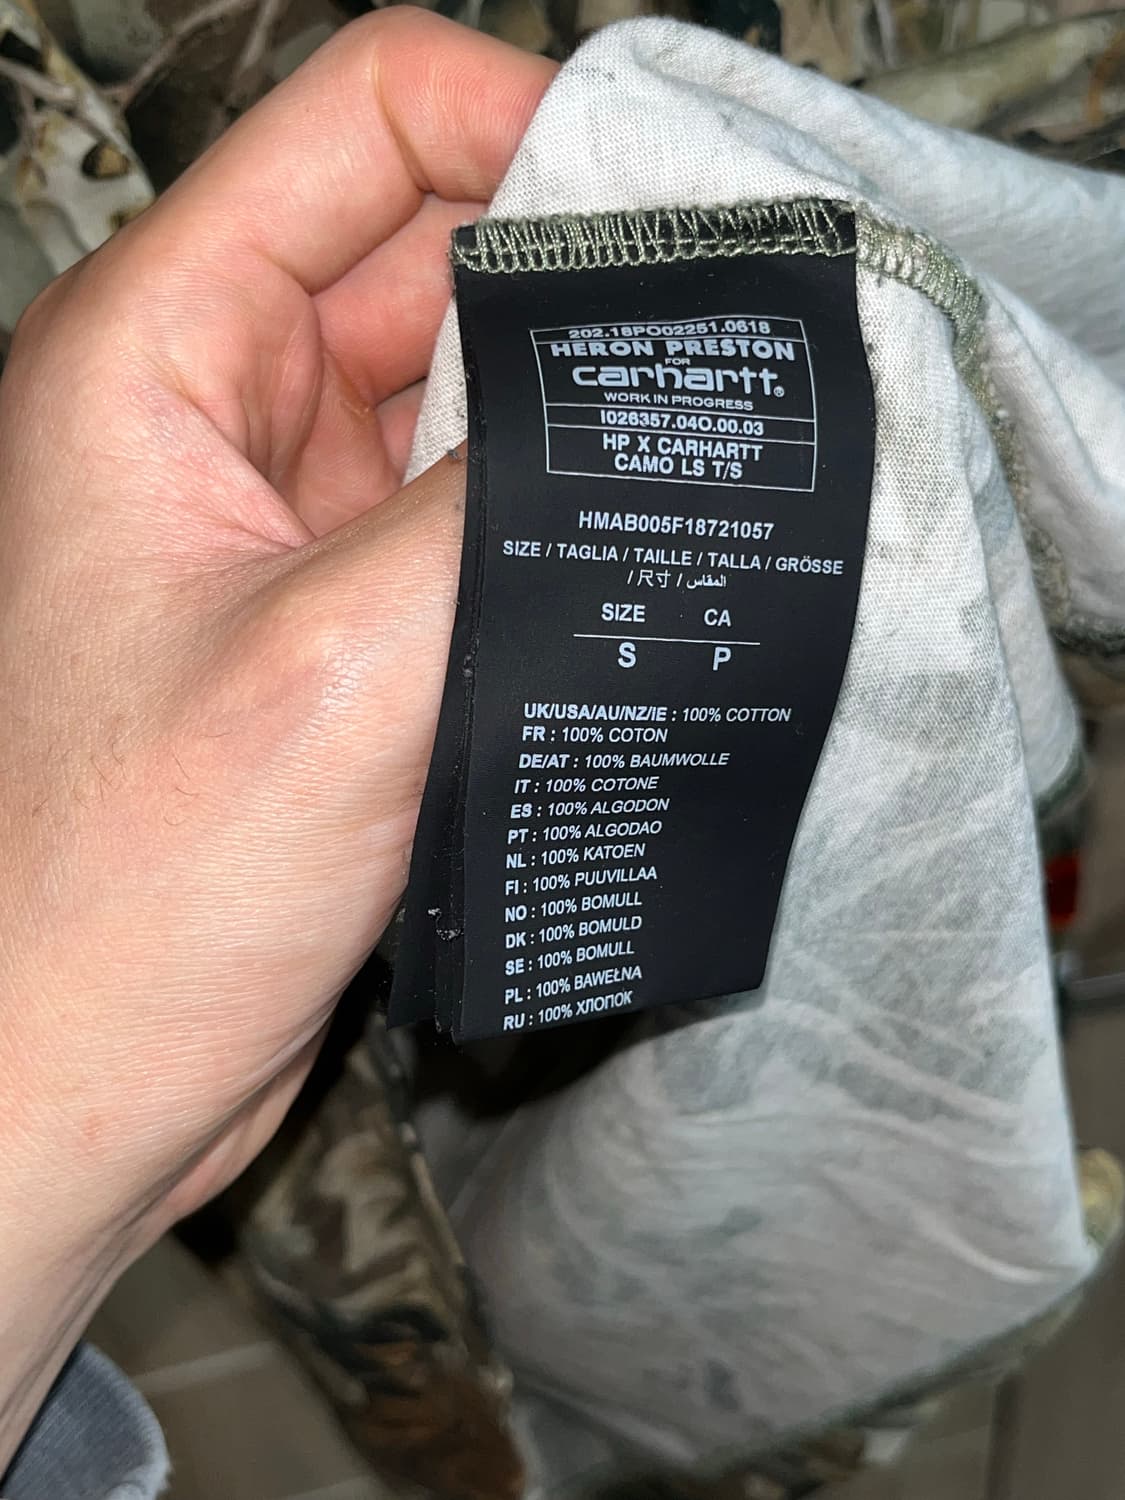 202.18PO02251.0618
HERON PRESTON
FOR
carhartt®
WORK IN PROGRESS
I026357.04O.00.03
HP X CARHARTT
CAMO LS T/S
HMAB005F18721057
SIZE / TAGLIA / TAILLE / TALLA / GRÖSSE
/ 尺寸 / المقاس
SIZE CA
S P
UK/USA/AU/NZ/IE : 100% COTTON
FR : 100% COTON
DE/AT : 100% BAUMWOLLE
IT : 100% COTONE
ES : 100% ALGODON
PT : 100% ALGODAO
NL : 100% KATOEN
FI : 100% PUUVILLAA
NO : 100% BOMULL
DK : 100% BOMULD
SE : 100% BOMULL
PL : 100% BAWEŁNA
RU : 100% ХЛОПОК